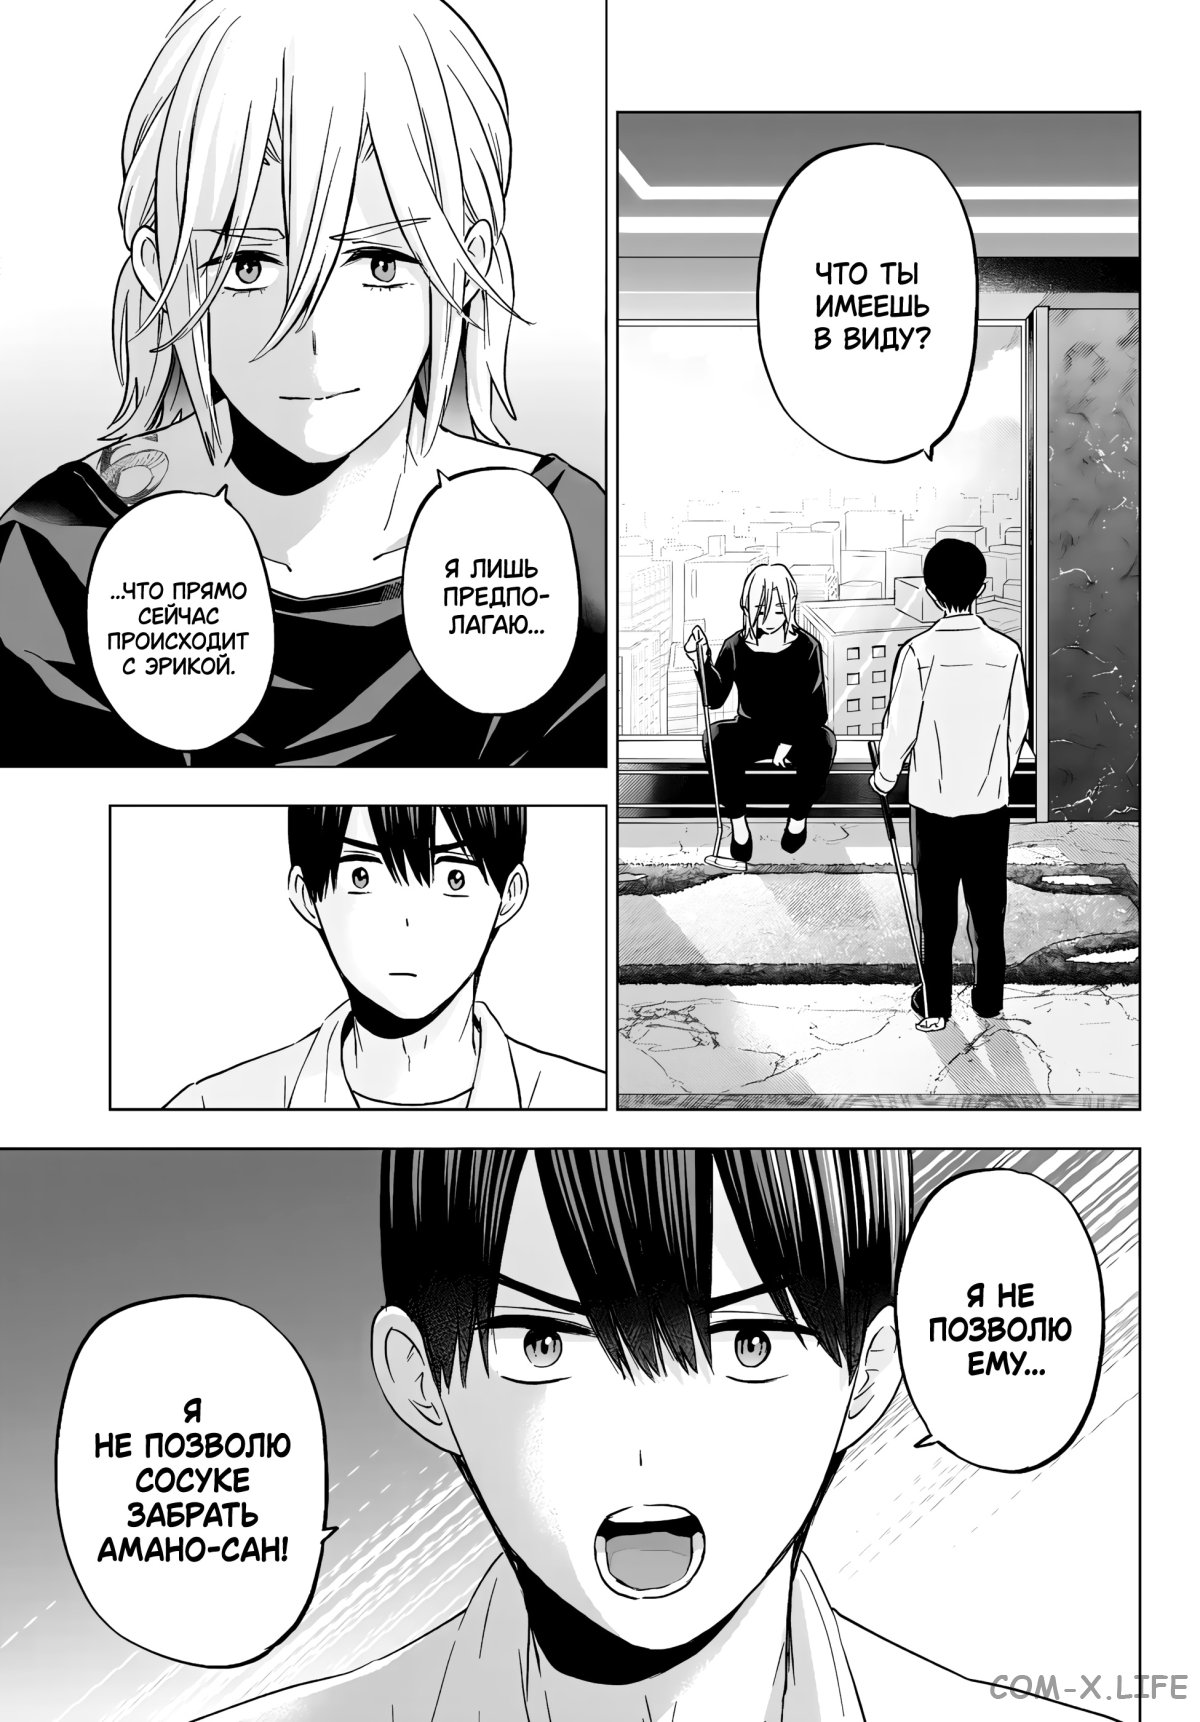 ЧТО ТЫ
ИМЕЕШЬ
В ВИДУ?
Я ЛИШЬ
ПРЕДПО-
ЛАГАЮ...
...ЧТО ПРЯМО
СЕЙЧАС
ПРОИСХОДИТ
С ЭРИКОЙ.
Я НЕ
ПОЗВОЛЮ
ЕМУ...
Я
НЕ ПОЗВОЛЮ
СОСУКЕ
ЗАБРАТЬ
АМАНО-САН!
COM-X.LIFE